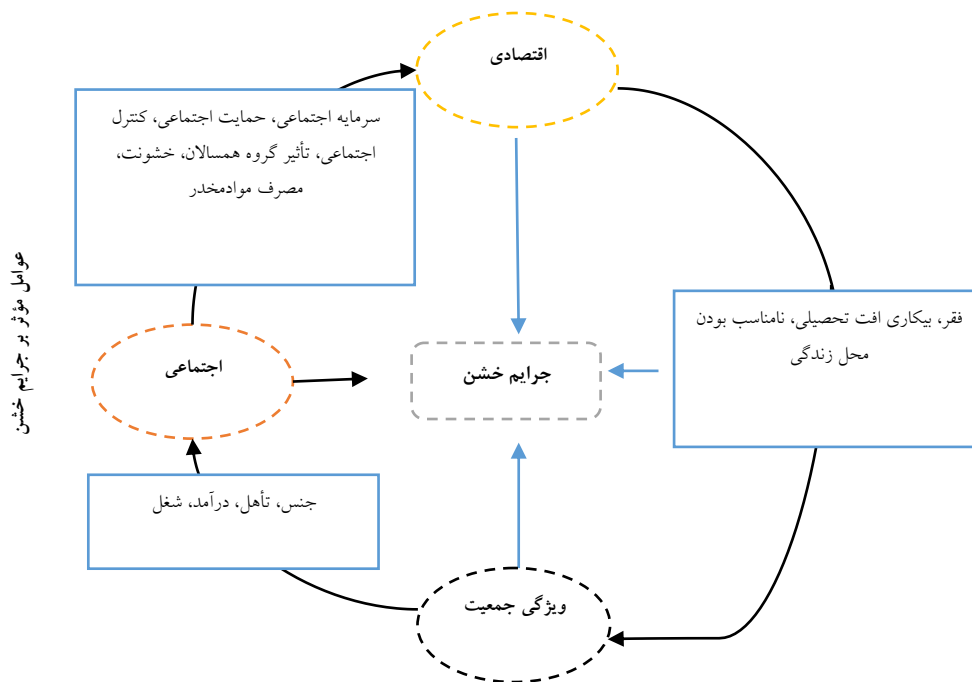 اقتصادی
سرمایه اجتماعی، حمایت اجتماعی، کنترل
اجتماعی، تأثیر گروه همسالان، خشونت،
مصرف موادمخدر
فقر، بیکاری افت تحصیلی، نامناسب بودن
محل زندگی
جرایم خشن
اجتماعی
جنس، تأهل، درآمد، شغل
ویژگی جمعیت
عوامل مؤثر بر جرایم خشن